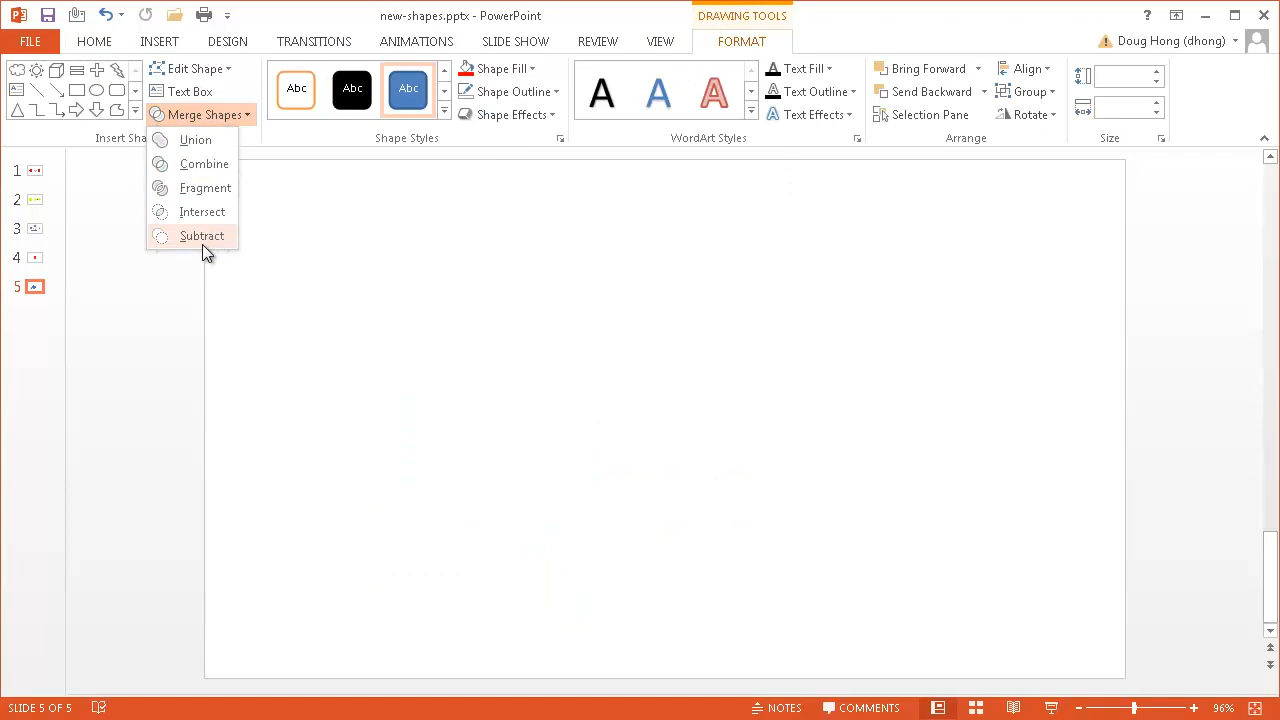 new-shapes.pptx - PowerPoint
DRAWING TOOLS
?
FILE
HOME
INSERT
DESIGN
TRANSITIONS
ANIMATIONS
SLIDE SHOW
REVIEW
VIEW
FORMAT
Doug Hong (dhong)
Edit Shape
Text Box
Merge Shapes
Insert Sha
Abc
Abc
Abc
Shape Fill
Shape Outline
Shape Effects
Shape Styles
A
A
A
Text Fill
Text Outline
Text Effects
WordArt Styles
Bring Forward
Send Backward
Selection Pane
Align
Group
Rotate
Arrange
Size
Union
Combine
Fragment
Intersect
Subtract
1
2
3
4
5
SLIDE 5 OF 5
NOTES
COMMENTS
96%